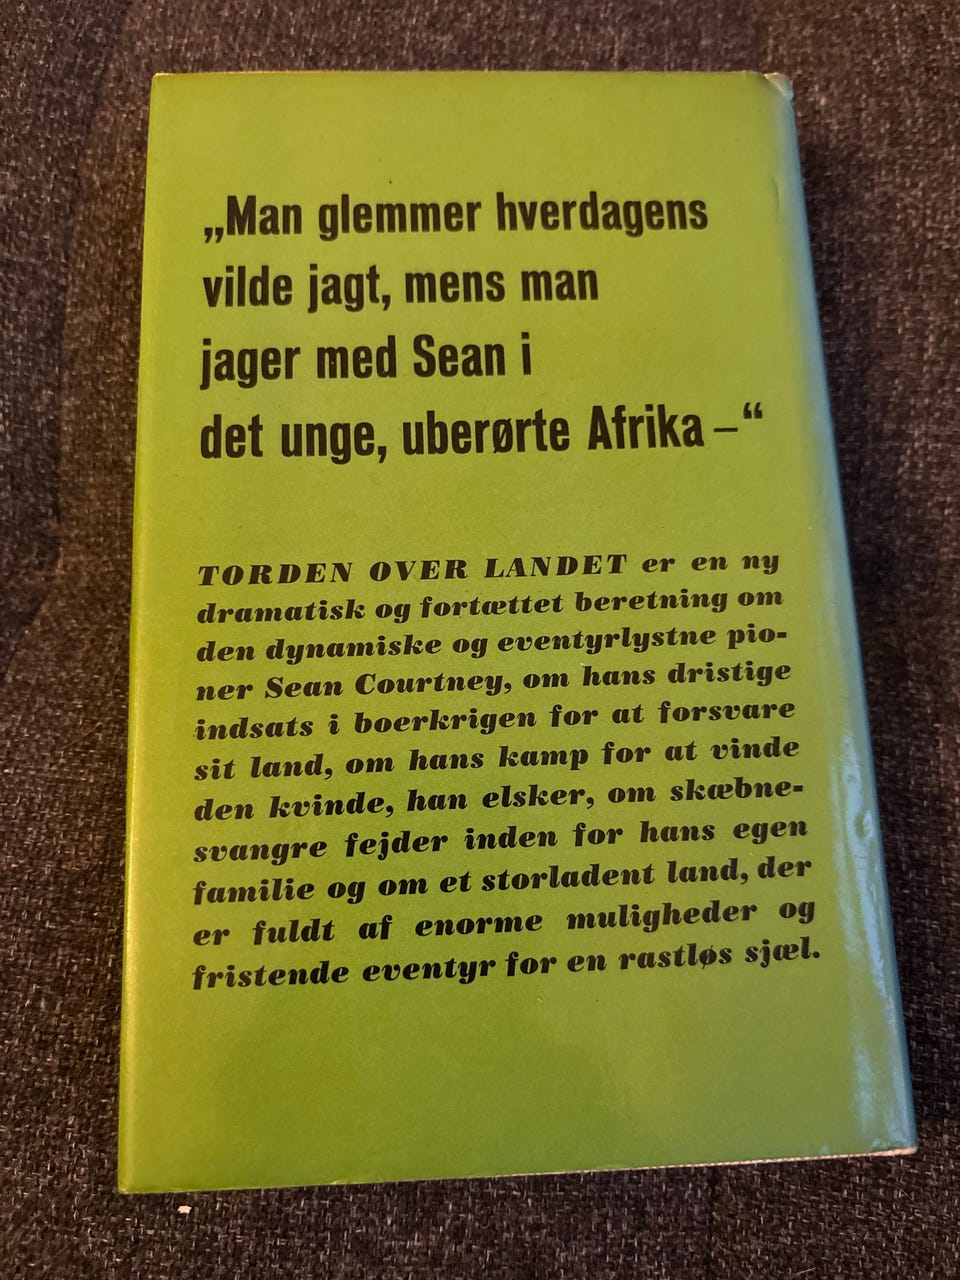 „Man glemmer hverdagens
vilde jagt, mens man
jager med Sean i
det unge, uberørte Afrika –“
TORDEN OVER LANDET er en ny
dramatisk og fortættet beretning om
den dynamiske og eventyrlystne pio-
ner Sean Courtney, om hans dristige
indsats i boerkrigen for at forsvare
sit land, om hans kamp for at vinde
den kvinde, han elsker, om skæbne-
svangre fejder inden for hans egen
familie og om et storladent land, der
er fuldt af enorme muligheder og
fristende eventyr for en rastløs sjæl.